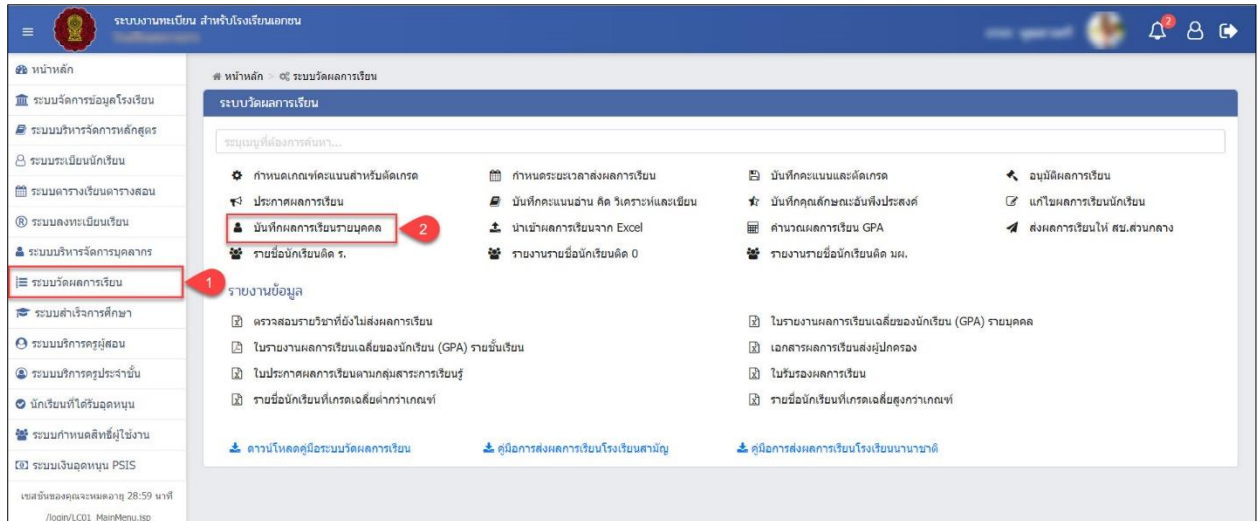 ระบบงานทะเบียน สำหรับโรงเรียนเอกชน
2
หน้าหลัก
ระบบจัดการข้อมูลโรงเรียน
ระบบบริหารจัดการหลักสูตร
ระบบระเบียนนักเรียน
ระบบตารางเรียนตารางสอน
ระบบลงทะเบียนเรียน
ระบบบริหารจัดการบุคลากร
ระบบวัดผลการเรียน
1
ระบบสำเร็จการศึกษา
ระบบบริการครูผู้สอน
ระบบบริการครูประจำชั้น
นักเรียนที่ได้รับอุดหนุน
ระบบกำหนดสิทธิ์ผู้ใช้งาน
ระบบเงินอุดหนุน PSIS
เซสชันของคุณจะหมดอายุ 28:59 นาที
/login/LC01_MainMenu.jsp
หน้าหลัก > ระบบวัดผลการเรียน
ระบบวัดผลการเรียน
ระบุเมนูที่ต้องการค้นหา...
กำหนดเกณฑ์คะแนนสำหรับตัดเกรด กำหนดระยะเวลาส่งผลการเรียน บันทึกคะแนนและตัดเกรด อนุมัติผลการเรียน
ประกาศผลการเรียน บันทึกคะแนนอ่าน คิด วิเคราะห์และเขียน บันทึกคุณลักษณะอันพึงประสงค์ แก้ไขผลการเรียนนักเรียน
บันทึกผลการเรียนรายบุคคล 2 นำเข้าผลการเรียนจาก Excel คำนวณผลการเรียน GPA ส่งผลการเรียนให้ สช.ส่วนกลาง
รายชื่อนักเรียนติด ร. รายงานรายชื่อนักเรียนติด 0 รายงานรายชื่อนักเรียนติด มผ.
รายงานข้อมูล
ตรวจสอบรายวิชาที่ยังไม่ส่งผลการเรียน ใบรายงานผลการเรียนเฉลี่ยของนักเรียน (GPA) รายบุคคล
ใบรายงานผลการเรียนเฉลี่ยของนักเรียน (GPA) รายชั้นเรียน เอกสารผลการเรียนส่งผู้ปกครอง
ใบประกาศผลการเรียนตามกลุ่มสาระการเรียนรู้ ใบรับรองผลการเรียน
รายชื่อนักเรียนที่เกรดเฉลี่ยต่ำกว่าเกณฑ์ รายชื่อนักเรียนที่เกรดเฉลี่ยสูงกว่าเกณฑ์
ดาวน์โหลดคู่มือระบบวัดผลการเรียน คู่มือการส่งผลการเรียนโรงเรียนสามัญ คู่มือการส่งผลการเรียนโรงเรียนนานาชาติ